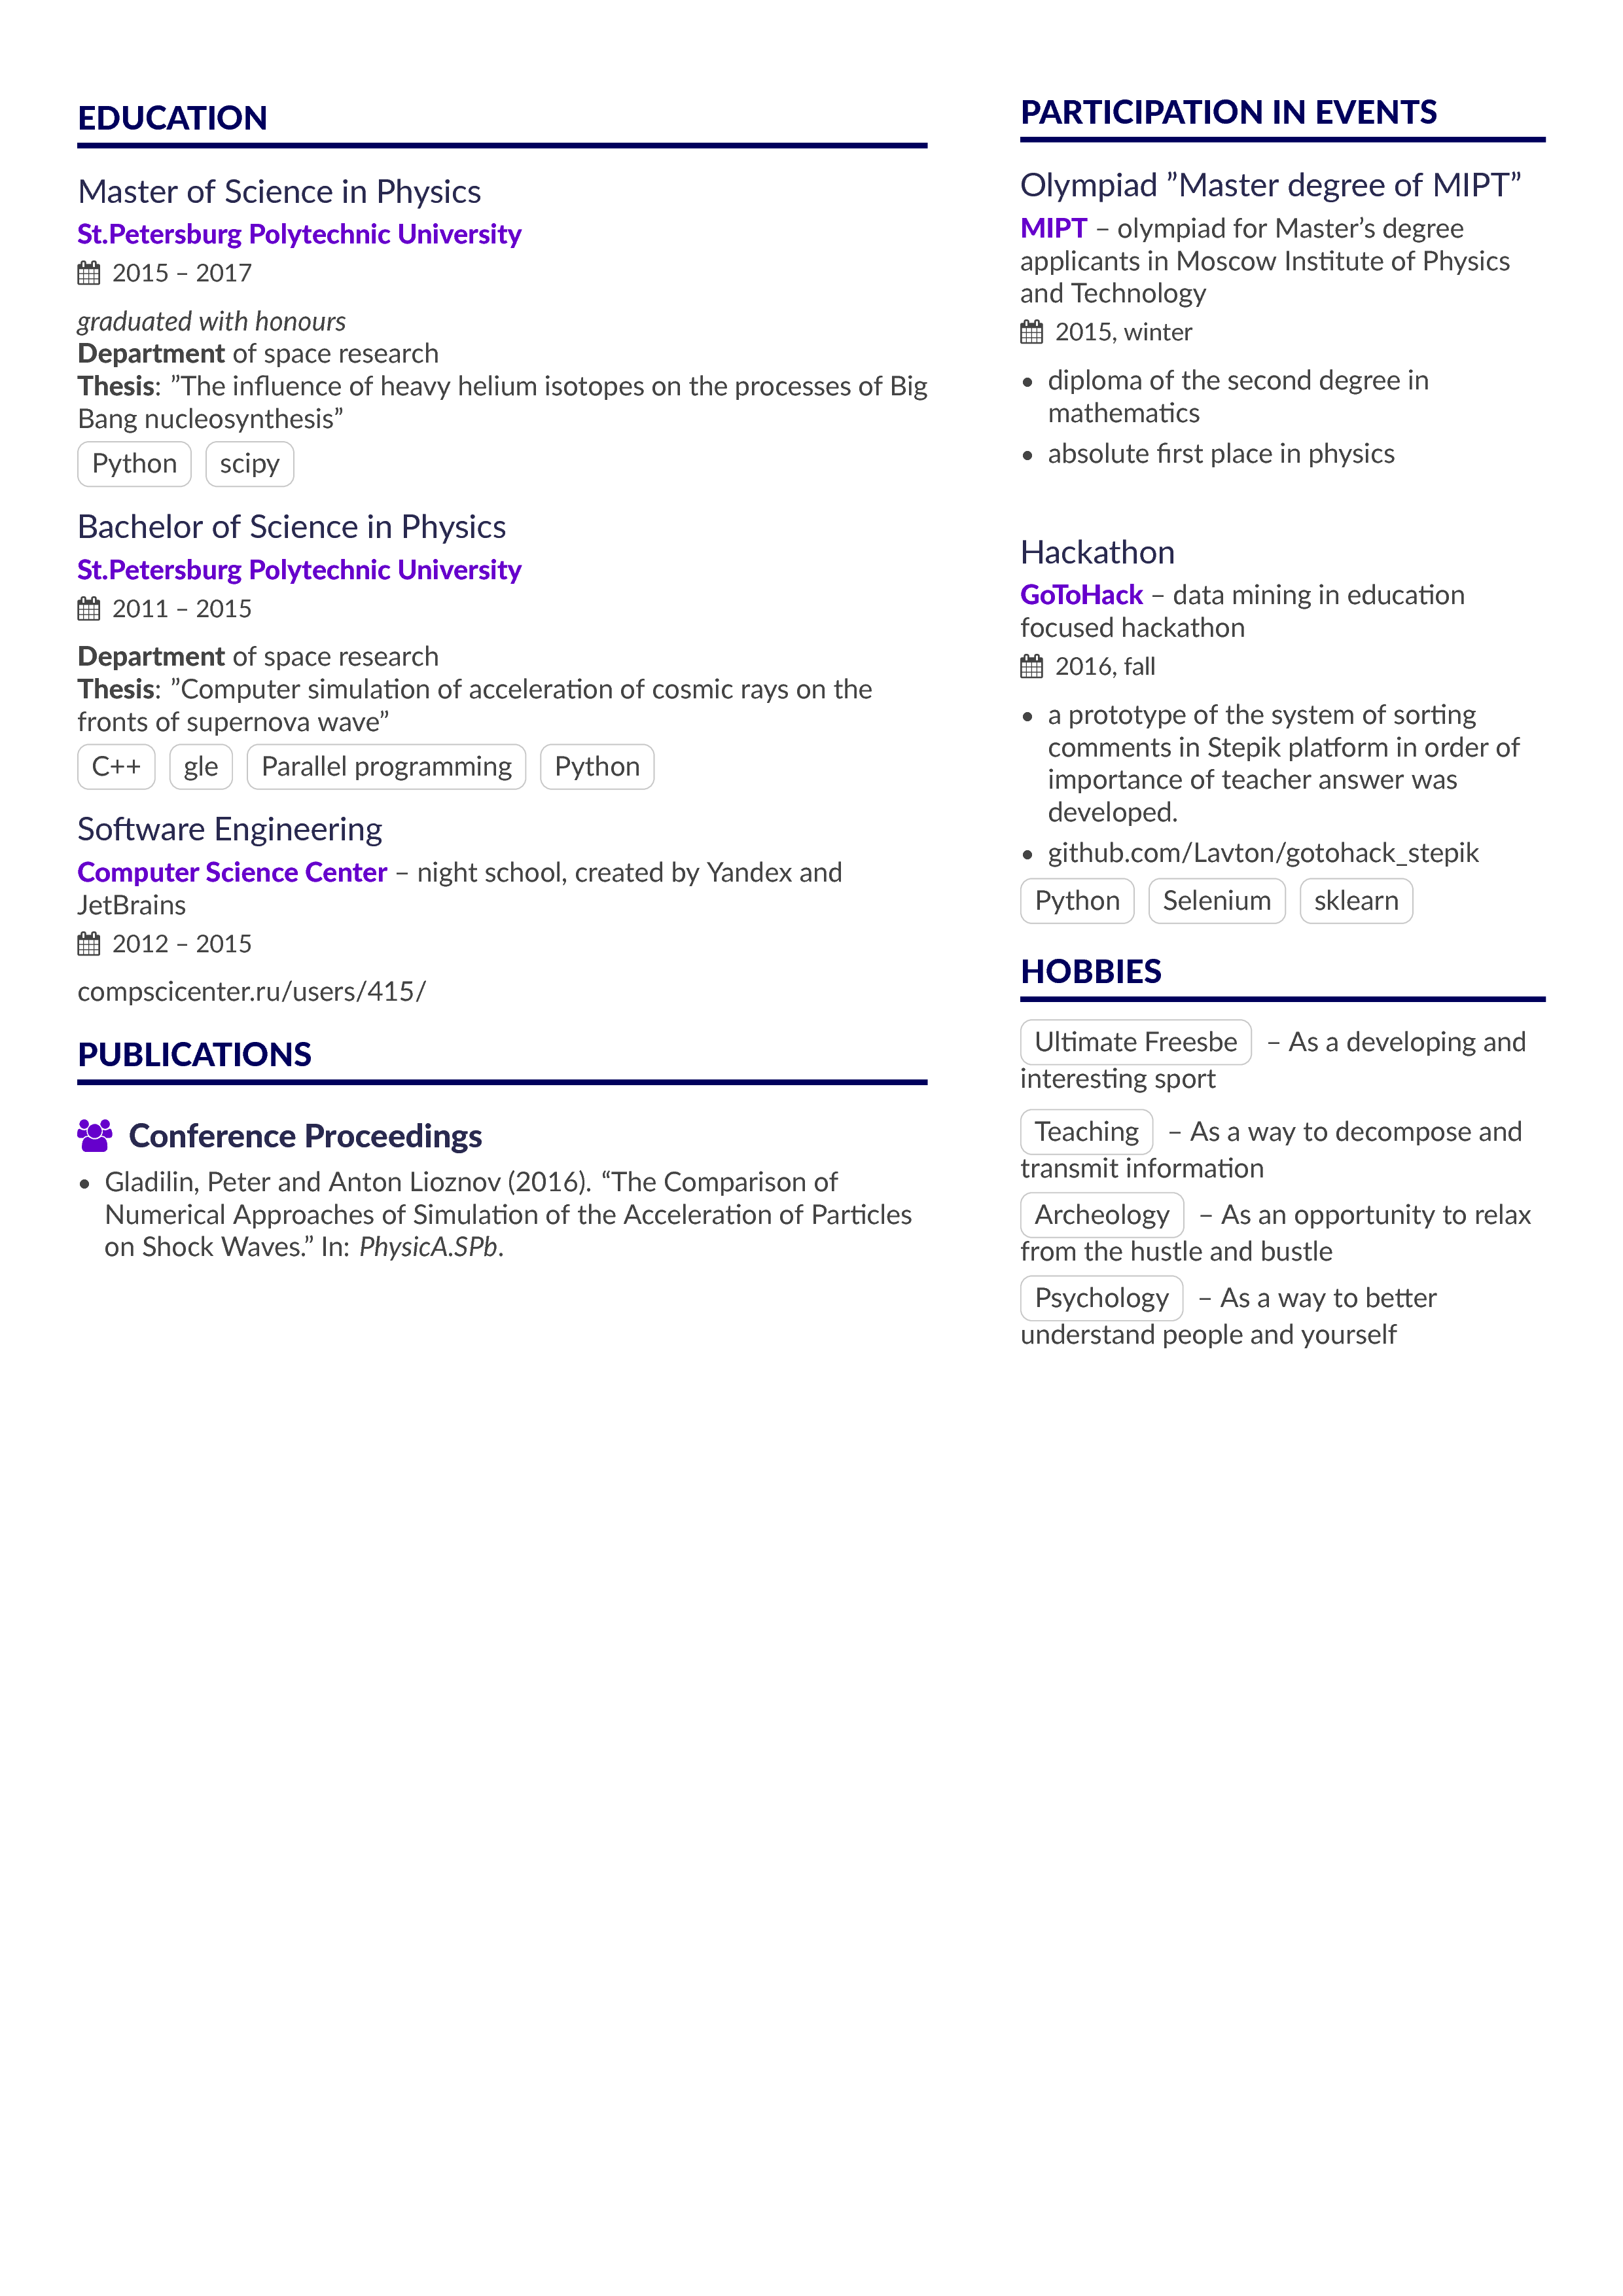 EDUCATION
Master of Science in Physics
St.Petersburg Polytechnic University
2015 – 2017
graduated with honours
Department of space research
Thesis: ”The influence of heavy helium isotopes on the processes of Big
Bang nucleosynthesis”
Python scipy
Bachelor of Science in Physics
St.Petersburg Polytechnic University
2011 – 2015
Department of space research
Thesis: ”Computer simulation of acceleration of cosmic rays on the
fronts of supernova wave”
C++ gle Parallel programming Python
Software Engineering
Computer Science Center – night school, created by Yandex and
JetBrains
2012 – 2015
compscicenter.ru/users/415/
PUBLICATIONS
Conference Proceedings
• Gladilin, Peter and Anton Lioznov (2016). “The Comparison of
Numerical Approaches of Simulation of the Acceleration of Particles
on Shock Waves.” In: PhysicA.SPb.
PARTICIPATION IN EVENTS
Olympiad ”Master degree of MIPT”
MIPT – olympiad for Master’s degree
applicants in Moscow Institute of Physics
and Technology
2015, winter
• diploma of the second degree in
mathematics
• absolute first place in physics
Hackathon
GoToHack – data mining in education
focused hackathon
2016, fall
• a prototype of the system of sorting
comments in Stepik platform in order of
importance of teacher answer was
developed.
• github.com/Lavton/gotohack_stepik
Python Selenium sklearn
HOBBIES
Ultimate Freesbe – As a developing and
interesting sport
Teaching – As a way to decompose and
transmit information
Archeology – As an opportunity to relax
from the hustle and bustle
Psychology – As a way to better
understand people and yourself